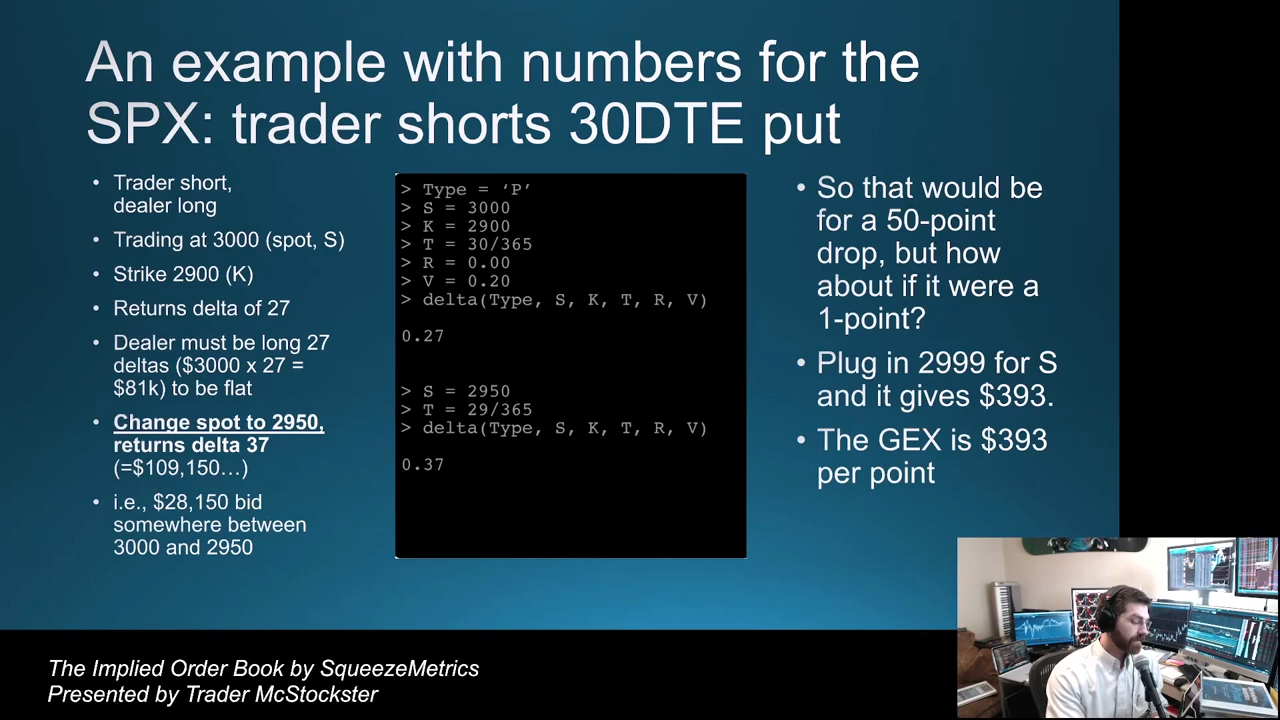 An example with numbers for the
SPX: trader shorts 30DTE put
• Trader short,
dealer long
• Trading at 3000 (spot, S)
• Strike 2900 (K)
• Returns delta of 27
• Dealer must be long 27
deltas ($3000 x 27 =
$81k) to be flat
• Change spot to 2950,
returns delta 37
(=$109,150…)
• i.e., $28,150 bid
somewhere between
3000 and 2950
> Type = ‘P’
> S = 3000
> K = 2900
> T = 30/365
> R = 0.00
> V = 0.20
> delta(Type, S, K, T, R, V)
0.27
> S = 2950
> T = 29/365
> delta(Type, S, K, T, R, V)
0.37
• So that would be
for a 50-point
drop, but how
about if it were a
1-point?
• Plug in 2999 for S
and it gives $393.
• The GEX is $393
per point
The Implied Order Book by SqueezeMetrics
Presented by Trader McStockster